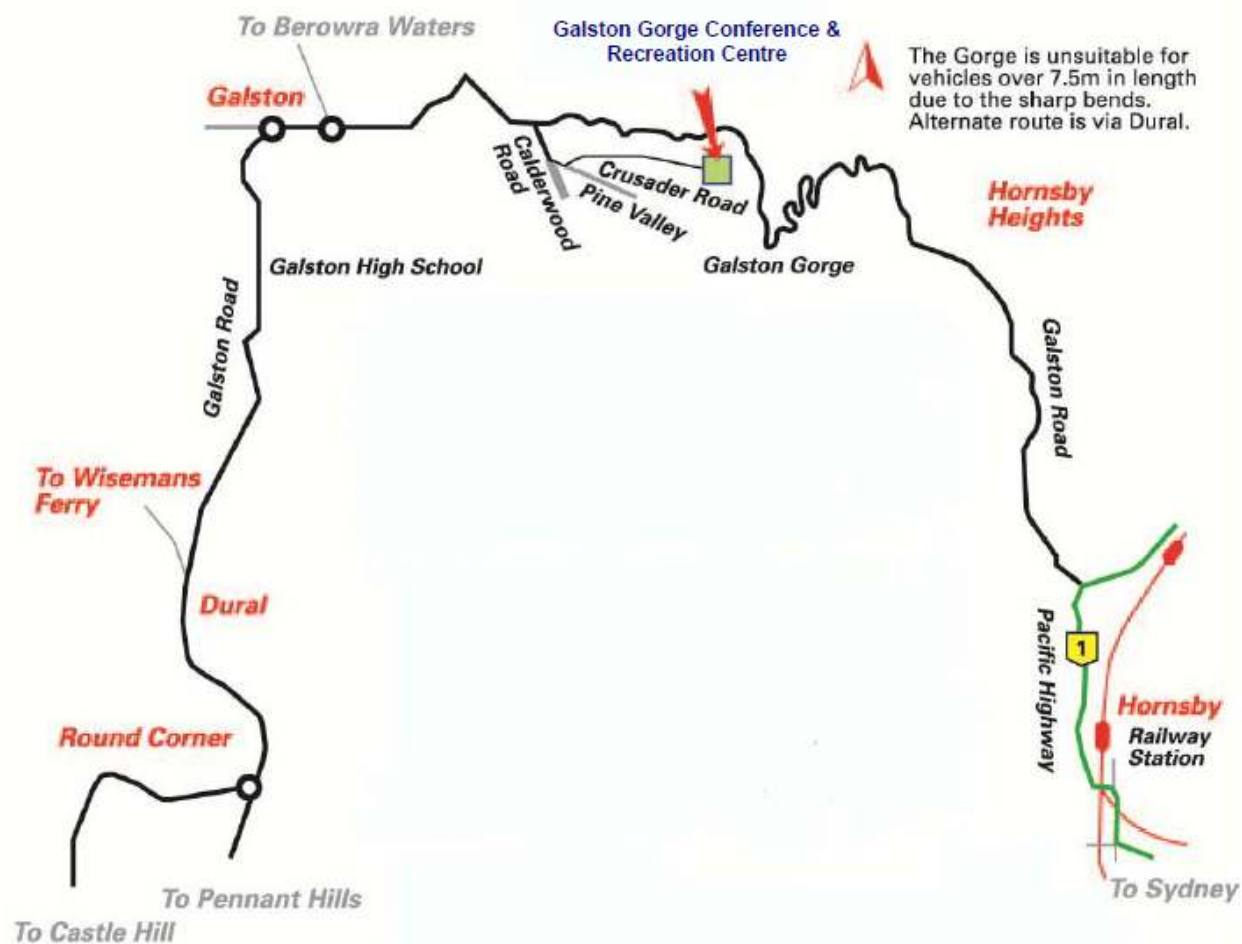 To Berowra Waters
Galston Gorge Conference &
Recreation Centre
The Gorge is unsuitable for
vehicles over 7.5m in length
due to the sharp bends.
Alternate route is via Dural.
Galston
Calderwood
Road
Crusader Road
Pine Valley
Hornsby
Heights
Galston High School
Galston Gorge
Galston Road
Galston Road
To Wisemans
Ferry
Dural
Pacific Highway
1
Round Corner
Hornsby
Railway
Station
To Pennant Hills
To Sydney
To Castle Hill